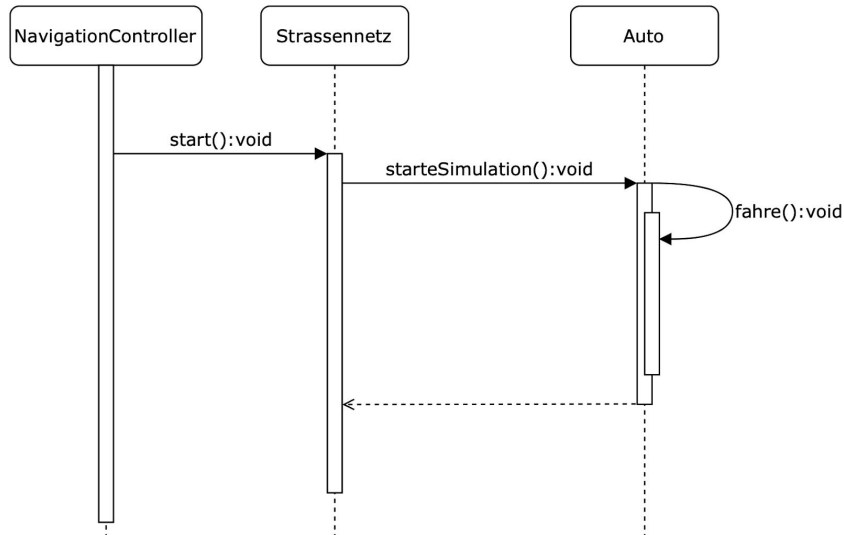 NavigationController
Strassennetz
Auto
start():void
starteSimulation():void
fahre():void